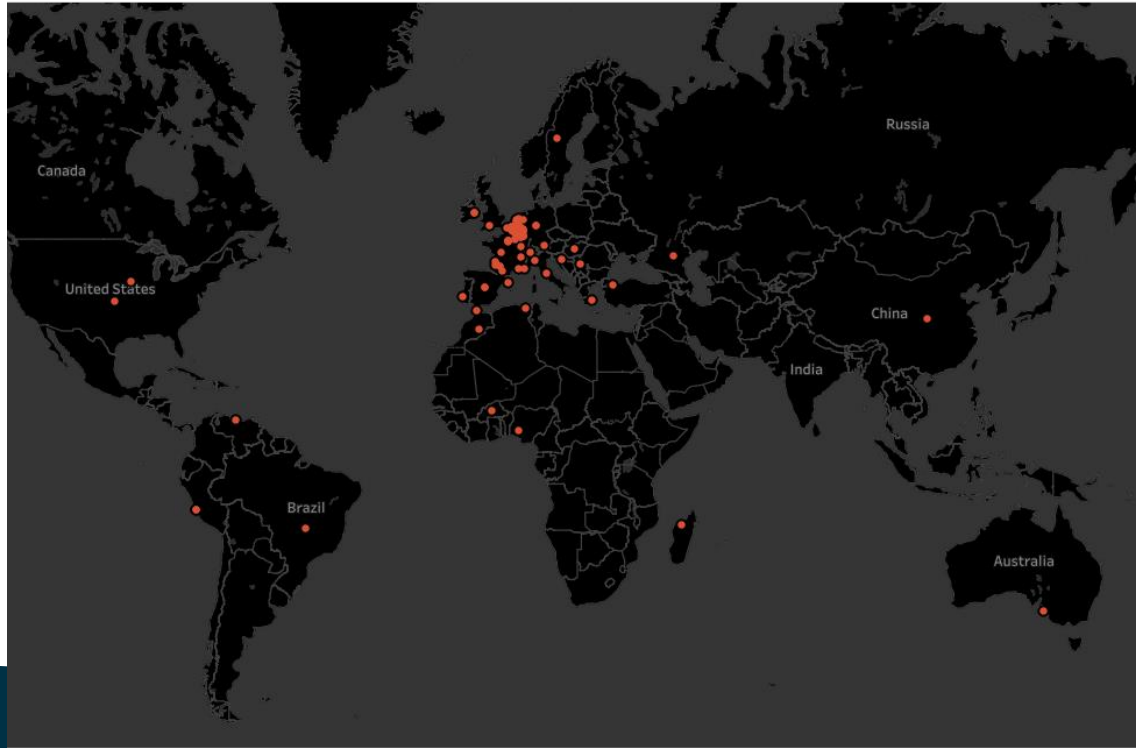 Russia
Canada
United States
China
India
Brazil
Australia